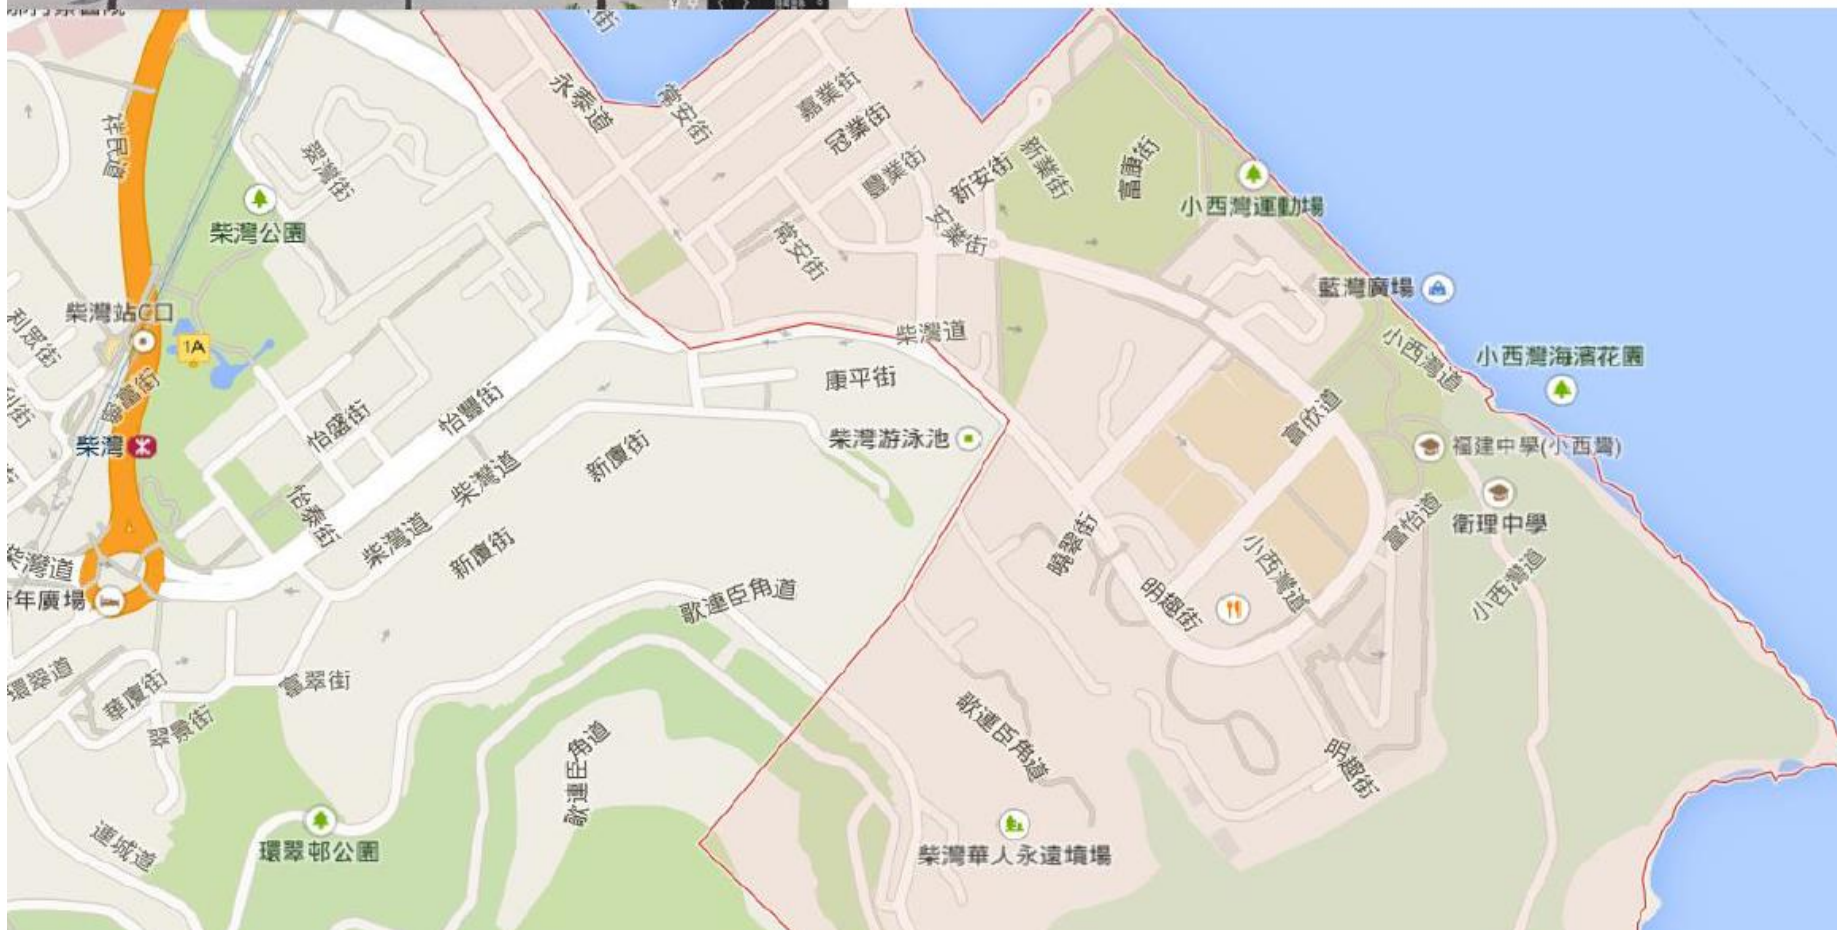 街
永泰道
常安街
嘉業街
冠業街
豐業街
新安街
新業街
富康街
祥民道
翠灣街
柴灣公園
小西灣運動場
安業街
常安街
藍灣廣場
柴灣站C口
利眾街
1A
柴灣道
小西灣道
小西灣海濱花園
康平街
利街
怡盛街
怡豐街
富欣道
柴灣
柴灣游泳池
福建中學(小西灣)
新廈街
柴灣道
怡泰街
衛理中學
富怡道
柴灣道
新廈街
曉翠街
小西灣道
柴灣道
年廣場
歌連臣角道
明趣街
小西灣道
環翠道
華廈街
富翠街
景街
歌連臣角道
歌連臣角道
明趣街
連城道
環翠邨公園
柴灣華人永遠墳場